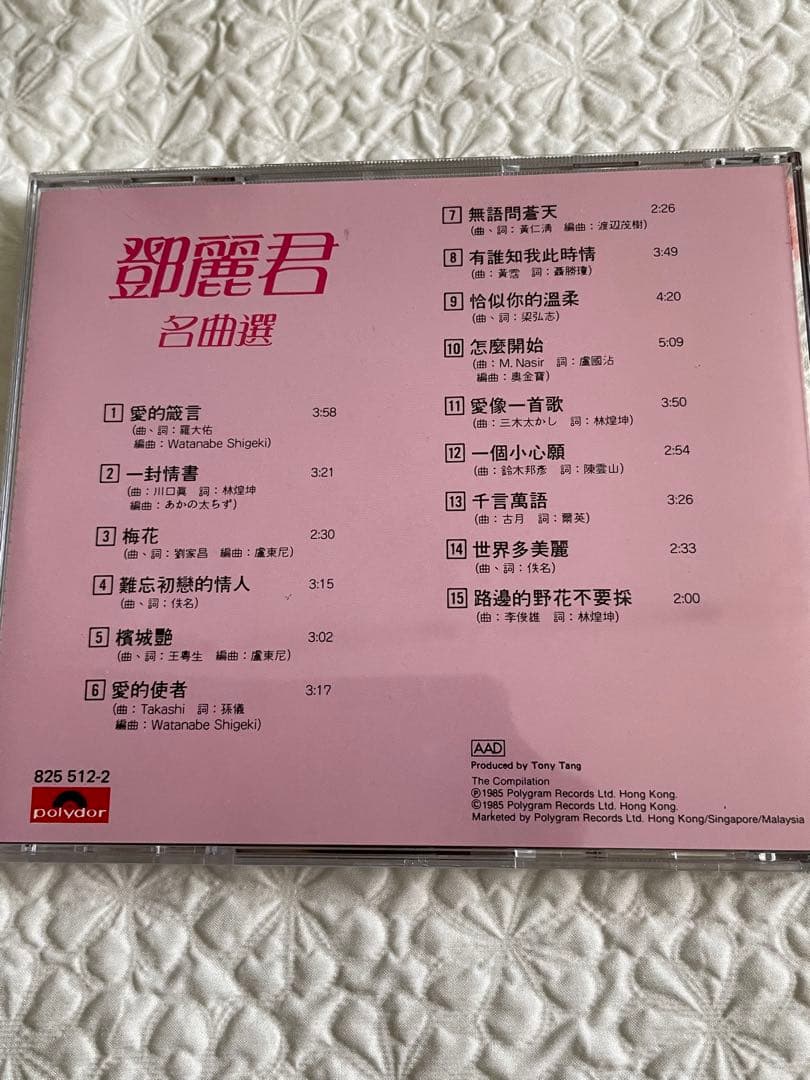 鄧麗君
名曲選
1 愛的箴言 3:58
(曲、詞：羅大佑
編曲：Watanabe Shigeki)
2 一封情書 3:21
(曲：川口眞 詞：林煌坤
編曲：あかの太ちず)
3 梅花 2:30
(曲、詞：劉家昌 編曲：盧東尼)
4 難忘初戀的情人 3:15
(曲、詞：佚名)
5 檳城艷 3:02
(曲、詞：王粵生 編曲：盧東尼)
6 愛的使者 3:17
(曲：Takashi 詞：孫儀
編曲：Watanabe Shigeki)
7 無語問蒼天 2:26
(曲、詞：黃仁清 編曲：渡辺茂樹)
8 有誰知我此時情 3:49
(曲：黃霑 詞：聶勝瓊)
9 恰似你的溫柔 4:20
(曲、詞：梁弘志)
10 怎麼開始 5:09
(曲：M. Nasir 詞：盧國沾
編曲：奧金寶)
11 愛像一首歌 3:50
(曲：三木太かし 詞：林煌坤)
12 一個小心願 2:54
(曲：鈴木邦彥 詞：陳雲山)
13 千言萬語 3:26
(曲：古月 詞：爾英)
14 世界多美麗 2:33
(曲、詞：佚名)
15 路邊的野花不要採 2:00
(曲：李俊雄 詞：林煌坤)
825 512-2
polydor
AAD
Produced by Tony Tang
The Compilation
Ⓟ1985 Polygram Records Ltd. Hong Kong.
©1985 Polygram Records Ltd. Hong Kong.
Marketed by Polygram Records Ltd. Hong Kong/Singapore/Malaysia